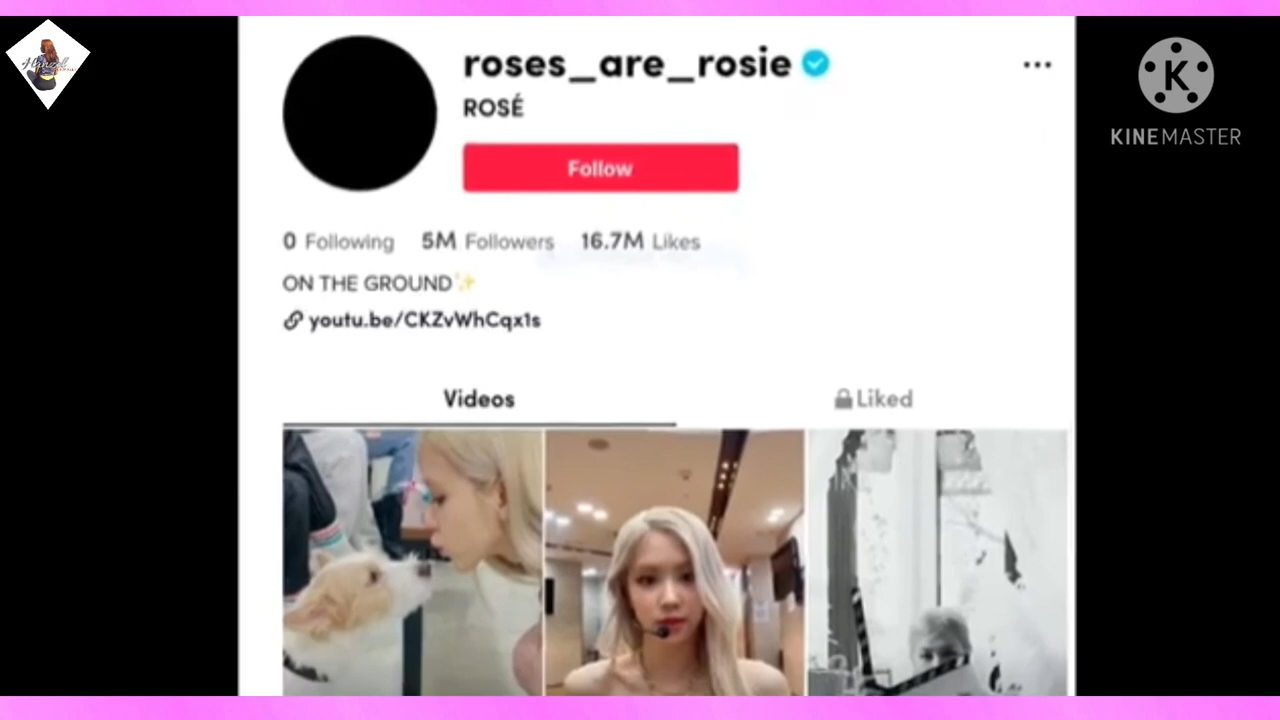 roses_are_rosie
ROSÉ
Follow
0 Following 5M Followers 16.7M Likes
ON THE GROUND✨
youtu.be/CKZvWhCqx1s
Videos
Liked
K
KINEMASTER